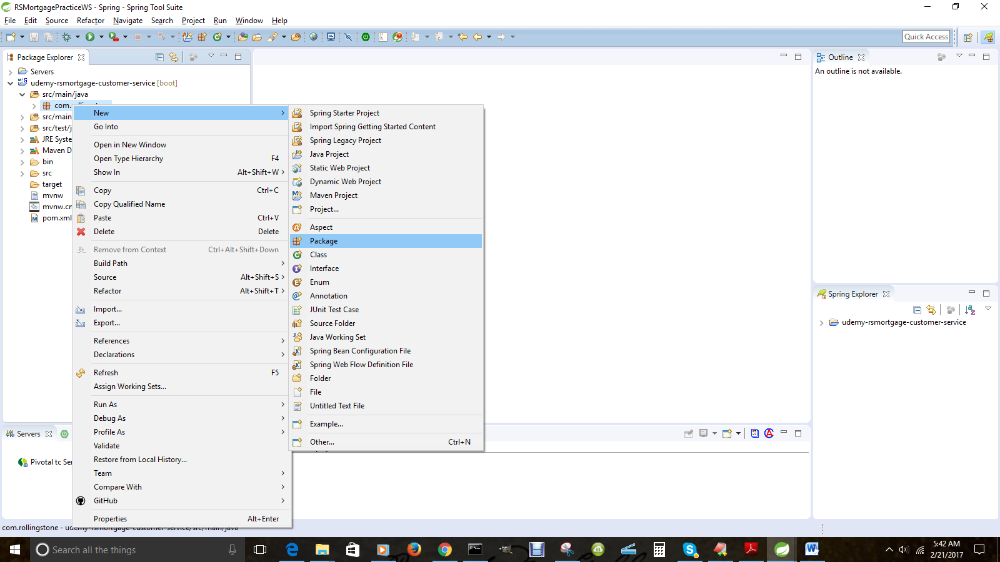 RSMortgagePracticeWS - Spring - Spring Tool Suite
File Edit Source Refactor Navigate Search Project Run Window Help
Quick Access
Package Explorer
Servers
udemy-rsmortgage-customer-service [boot]
src/main/java
com.
src/main
src/test/j
JRE Syste
Maven D
bin
src
target
mvnw
mvnw.cm
pom.xml
New
Go Into
Open in New Window
Open Type Hierarchy F4
Show In Alt+Shift+W
Copy Ctrl+C
Copy Qualified Name
Paste Ctrl+V
Delete Delete
Remove from Context Ctrl+Alt+Shift+Down
Build Path
Source Alt+Shift+S
Refactor Alt+Shift+T
Import...
Export...
References
Declarations
Refresh F5
Assign Working Sets...
Run As
Debug As
Profile As
Validate
Restore from Local History...
Team
Compare With
GitHub
Properties Alt+Enter
Spring Starter Project
Import Spring Getting Started Content
Spring Legacy Project
Java Project
Static Web Project
Dynamic Web Project
Maven Project
Project...
Aspect
Package
Class
Interface
Enum
Annotation
JUnit Test Case
Source Folder
Java Working Set
Spring Bean Configuration File
Spring Web Flow Definition File
Folder
File
Untitled Text File
Example...
Other... Ctrl+N
Outline
An outline is not available.
Spring Explorer
udemy-rsmortgage-customer-service
Servers
Pivotal tc Ser
com.rollingstone - udemy-rsmortgage-customer-service/src/main/java
Search all the things
5:42 AM
2/21/2017